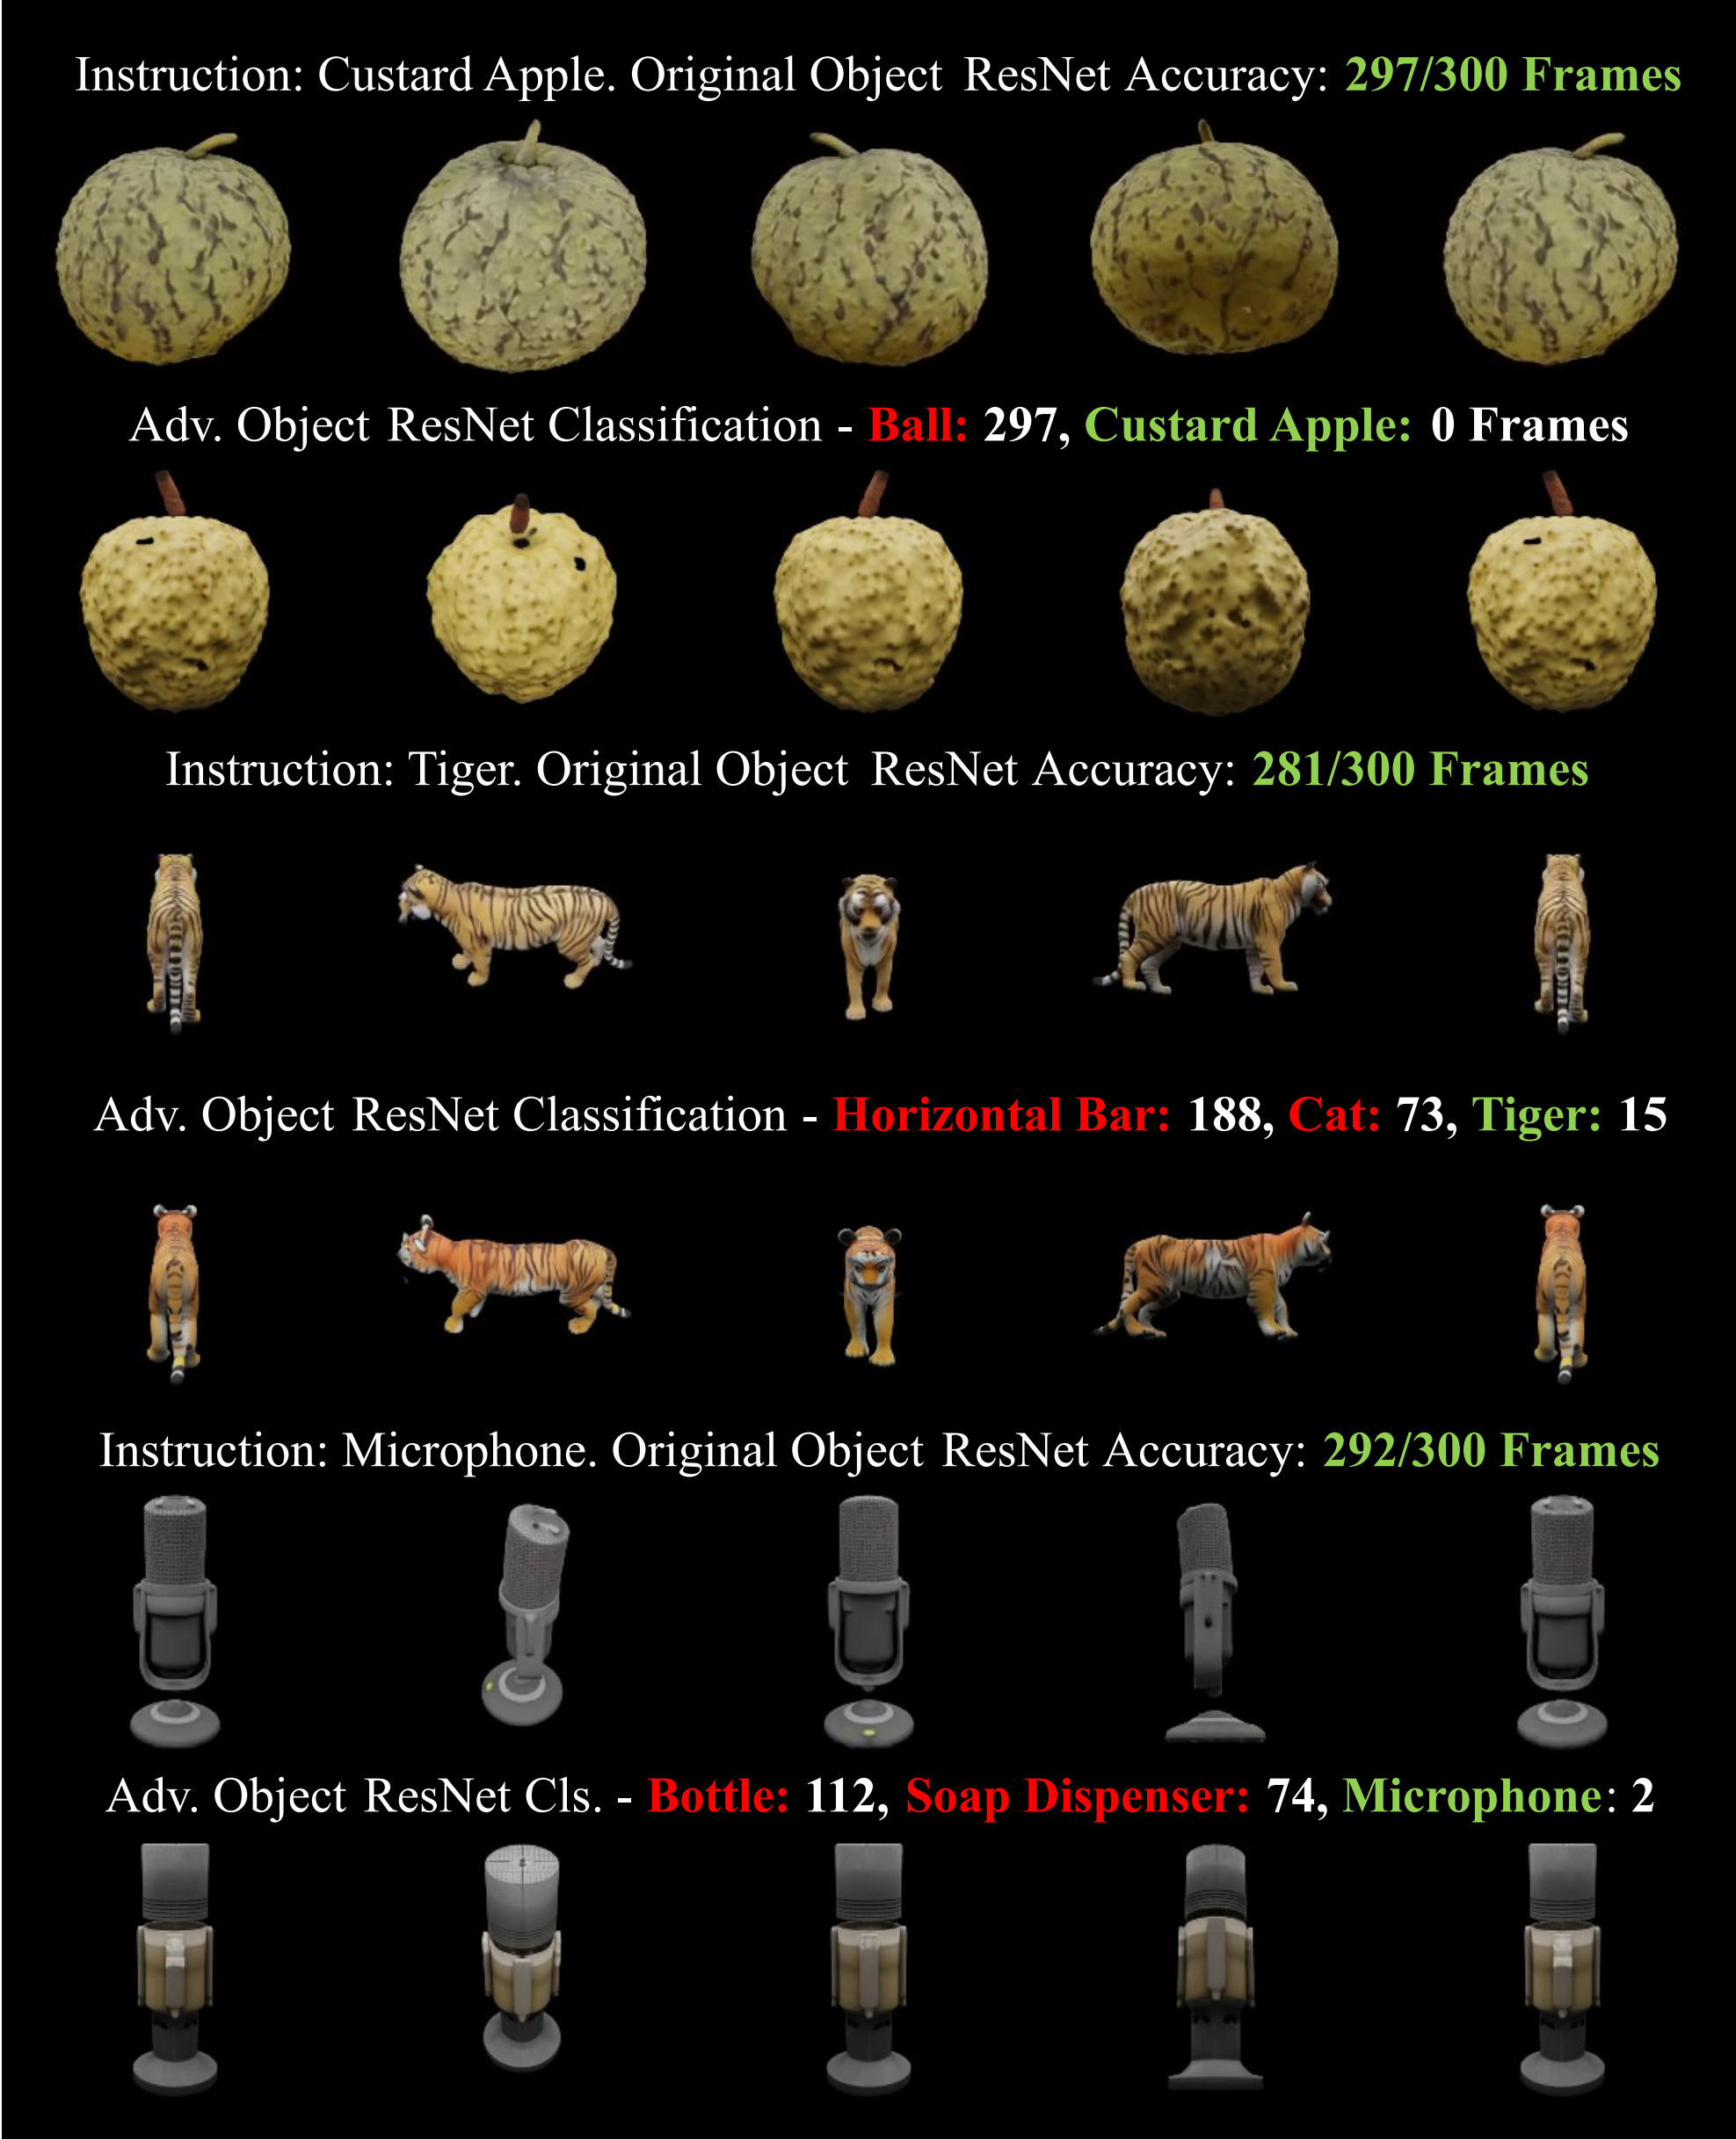 Instruction: Custard Apple. Original Object ResNet Accuracy: 297/300 Frames
Adv. Object ResNet Classification - Ball: 297, Custard Apple: 0 Frames
Instruction: Tiger. Original Object ResNet Accuracy: 281/300 Frames
Adv. Object ResNet Classification - Horizontal Bar: 188, Cat: 73, Tiger: 15
Instruction: Microphone. Original Object ResNet Accuracy: 292/300 Frames
Adv. Object ResNet Cls. - Bottle: 112, Soap Dispenser: 74, Microphone: 2